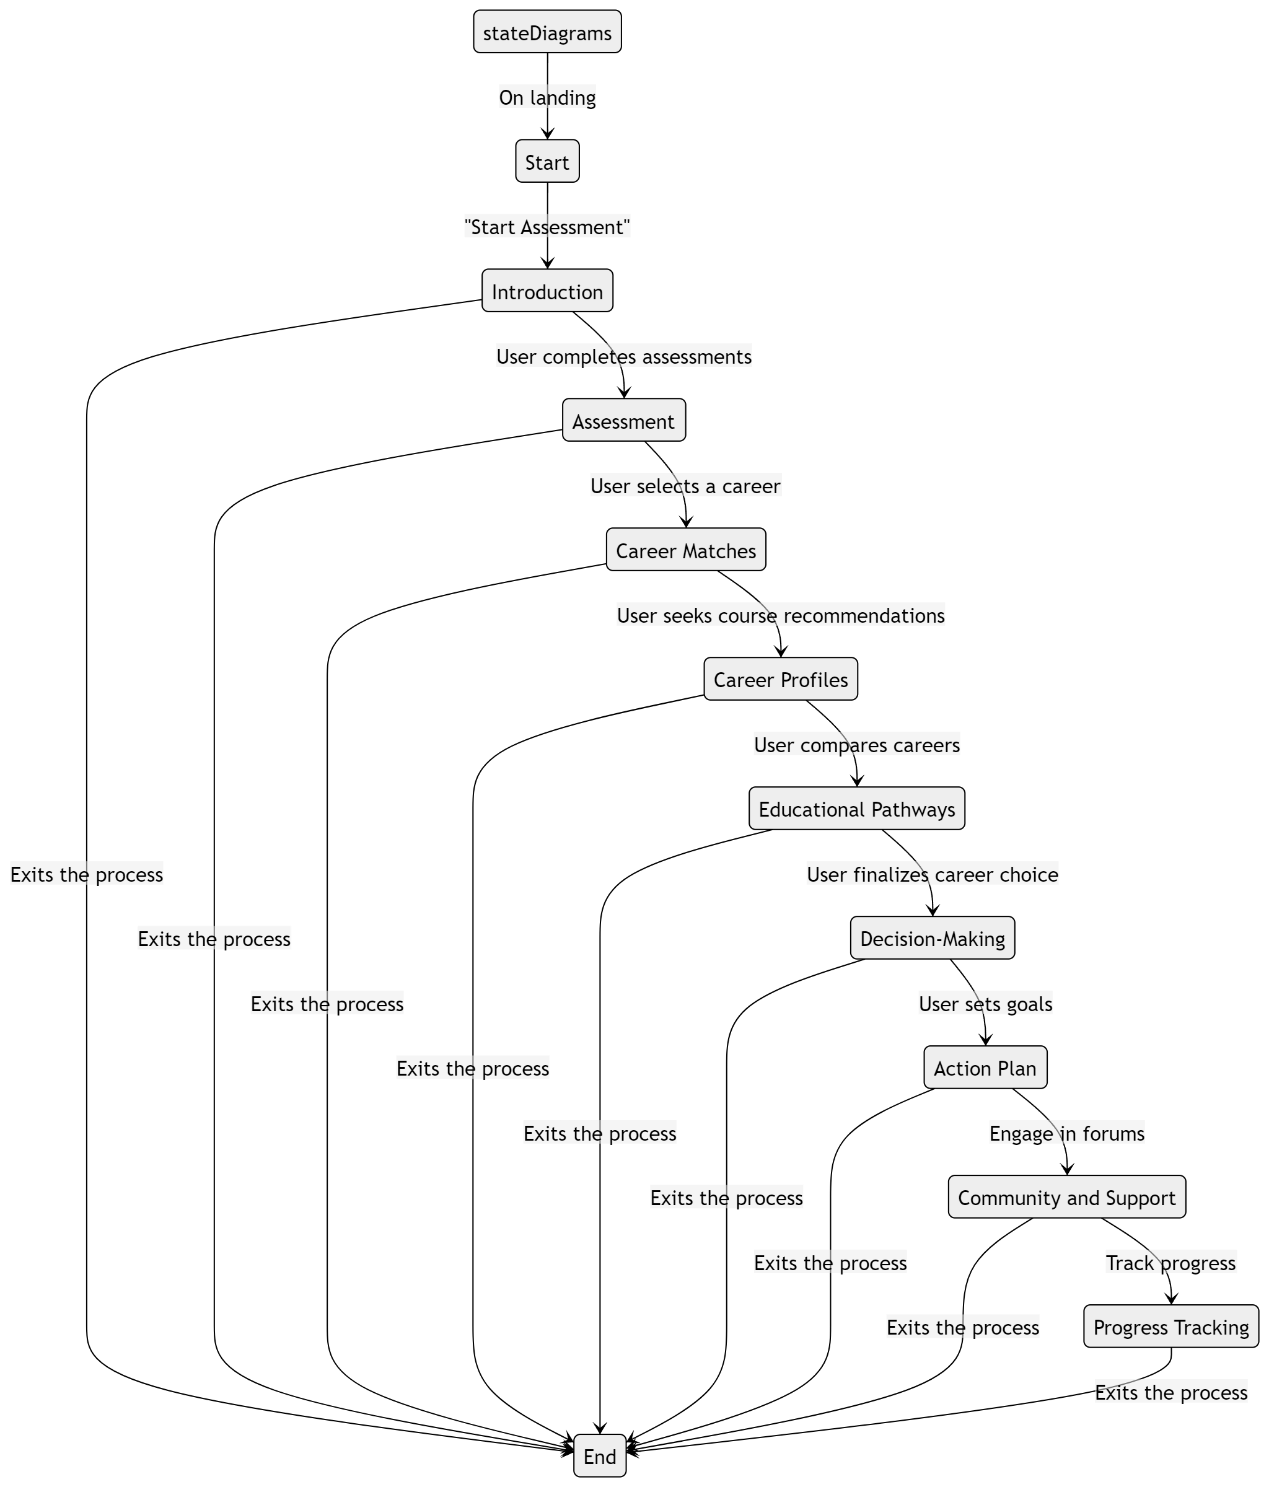 stateDiagrams
On landing
Start
"Start Assessment"
Introduction
User completes assessments
Assessment
User selects a career
Career Matches
User seeks course recommendations
Career Profiles
User compares careers
Educational Pathways
Exits the process
User finalizes career choice
Exits the process
Decision-Making
Exits the process
User sets goals
Exits the process
Action Plan
Exits the process
Engage in forums
Exits the process
Community and Support
Exits the process
Track progress
Exits the process
Progress Tracking
Exits the process
End